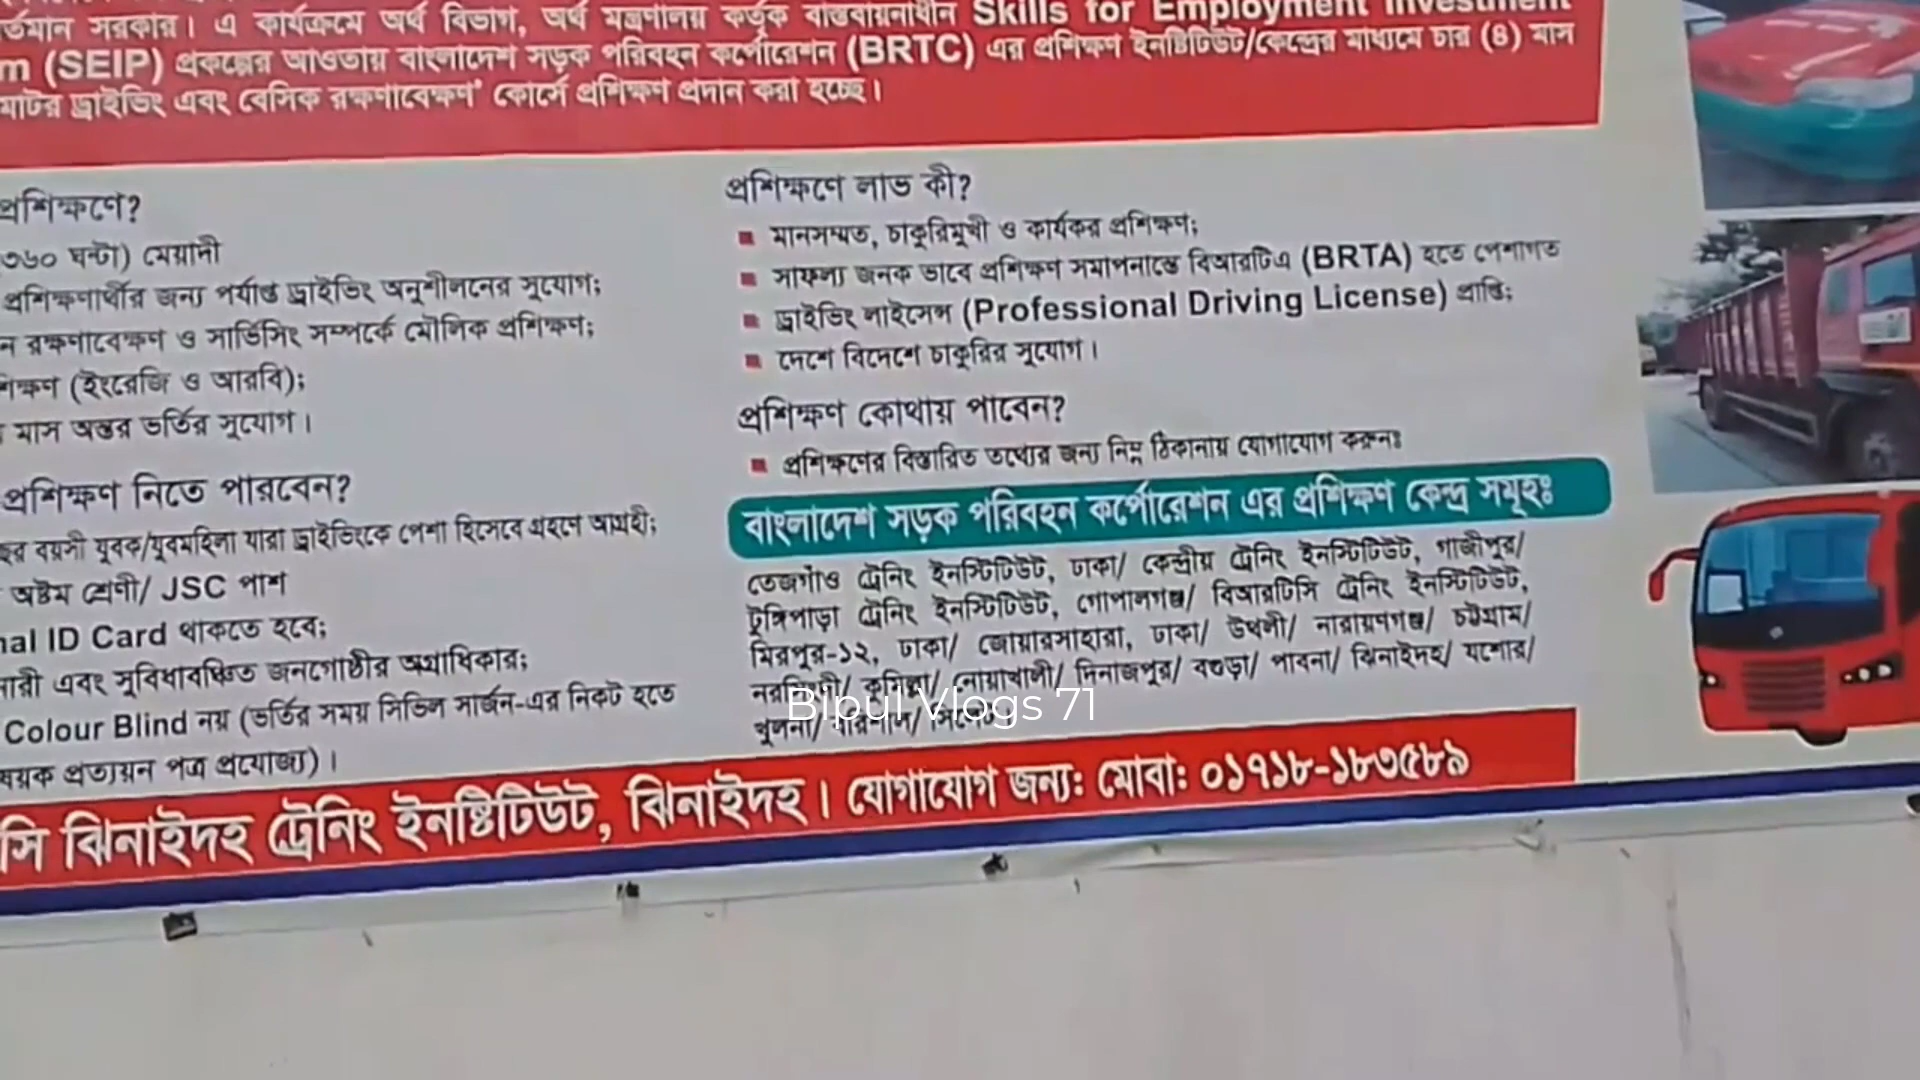 র্তমান সরকার। এ কার্যক্রমে অর্থ বিভাগ, অর্থ মন্ত্রণালয় কর্তৃক বাস্তবায়নাধীন Skills for Employment Investment
m (SEIP) প্রকল্পের আওতায় বাংলাদেশ সড়ক পরিবহন কর্পোরেশন (BRTC) এর প্রশিক্ষণ ইনষ্টিটিউট/কেন্দ্রের মাধ্যমে চার (৪) মাস
মাটর ড্রাইভিং এবং বেসিক রক্ষণাবেক্ষণ' কোর্সে প্রশিক্ষণ প্রদান করা হচ্ছে।
প্রশিক্ষণে?
৩৬০ ঘন্টা) মেয়াদী
প্রশিক্ষণার্থীর জন্য পর্যাপ্ত ড্রাইভিং অনুশীলনের সুযোগ;
ন রক্ষণাবেক্ষণ ও সার্ভিসিং সম্পর্কে মৌলিক প্রশিক্ষণ;
শিক্ষণ (ইংরেজি ও আরবি);
মাস অন্তর ভর্তির সুযোগ।
প্রশিক্ষণ নিতে পারবেন?
ছর বয়সী যুবক/যুবমহিলা যারা ড্রাইভিংকে পেশা হিসেবে গ্রহণে আগ্রহী;
অষ্টম শ্রেণী/ JSC পাশ
nal ID Card থাকতে হবে;
নারী এবং সুবিধাবঞ্চিত জনগোষ্ঠীর অগ্রাধিকার;
Colour Blind নয় (ভর্তির সময় সিভিল সার্জন-এর নিকট হতে
ষয়ক প্রত্যয়ন পত্র প্রযোজ্য)।
প্রশিক্ষণে লাভ কী?
মানসম্মত, চাকুরিমূখী ও কার্যকর প্রশিক্ষণ;
সাফল্য জনক ভাবে প্রশিক্ষণ সমাপনান্তে বিআরটিএ (BRTA) হতে পেশাগত
ড্রাইভিং লাইসেন্স (Professional Driving License) প্রাপ্তি;
দেশে বিদেশে চাকুরির সুযোগ।
প্রশিক্ষণ কোথায় পাবেন?
প্রশিক্ষণের বিস্তারিত তথ্যের জন্য নিম্ন ঠিকানায় যোগাযোগ করুনঃ
বাংলাদেশ সড়ক পরিবহন কর্পোরেশন এর প্রশিক্ষণ কেন্দ্র সমূহঃ
তেজগাঁও ট্রেনিং ইনস্টিটিউট, ঢাকা/ কেন্দ্রীয় ট্রেনিং ইনস্টিটিউট, গাজীপুর/
টুঙ্গিপাড়া ট্রেনিং ইনস্টিটিউট, গোপালগঞ্জ/ বিআরটিসি ট্রেনিং ইনস্টিটিউট,
মিরপুর-১২, ঢাকা/ জোয়ারসাহারা, ঢাকা/ উথলী/ নারায়ণগঞ্জ/ চট্টগ্রাম/
নরসিংদী/ কুমিল্লা/ নোয়াখালী/ দিনাজপুর/ বগুড়া/ পাবনা/ ঝিনাইদহ/ যশোর/
খুলনা/ বরিশাল/ সিলেট
Bipul Vlogs 71
সি ঝিনাইদহ ট্রেনিং ইনষ্টিটিউট, ঝিনাইদহ। যোগাযোগ জন্য: মোবা: ০১৭১৮-১৮৩৫৮৯